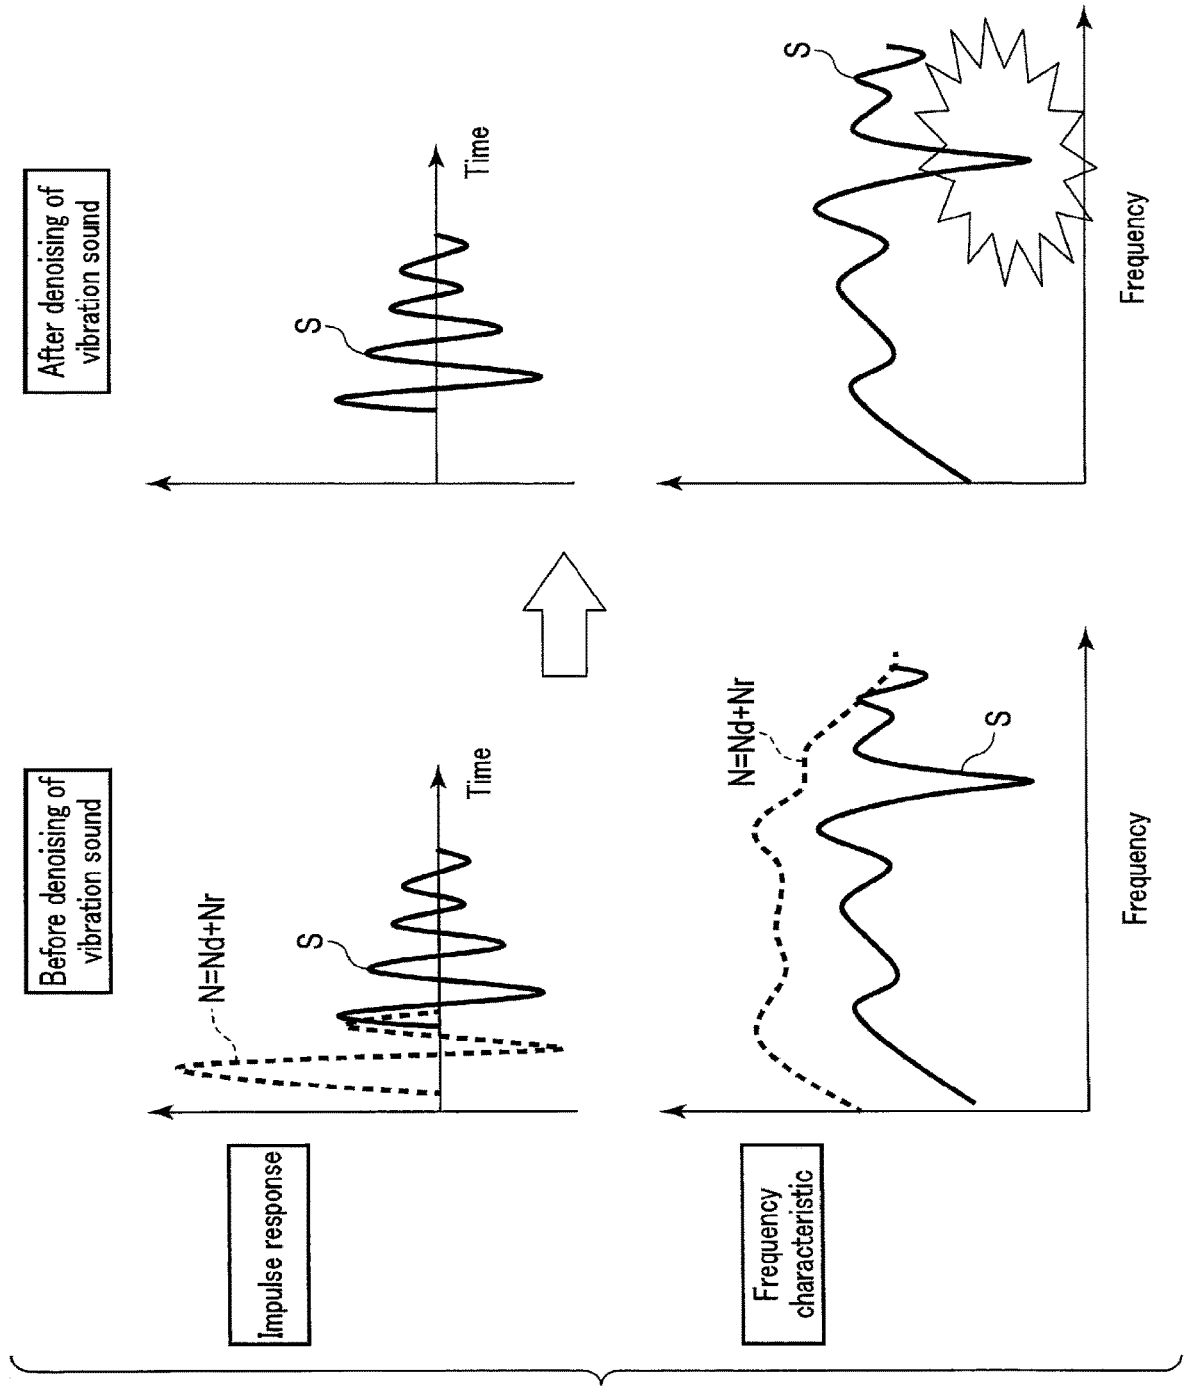 Before denoising of
vibration sound
After denoising of
vibration sound
Impulse response
N=Nd+Nr
S
Time
S
Time
Frequency
characteristic
N=Nd+Nr
S
Frequency
S
Frequency